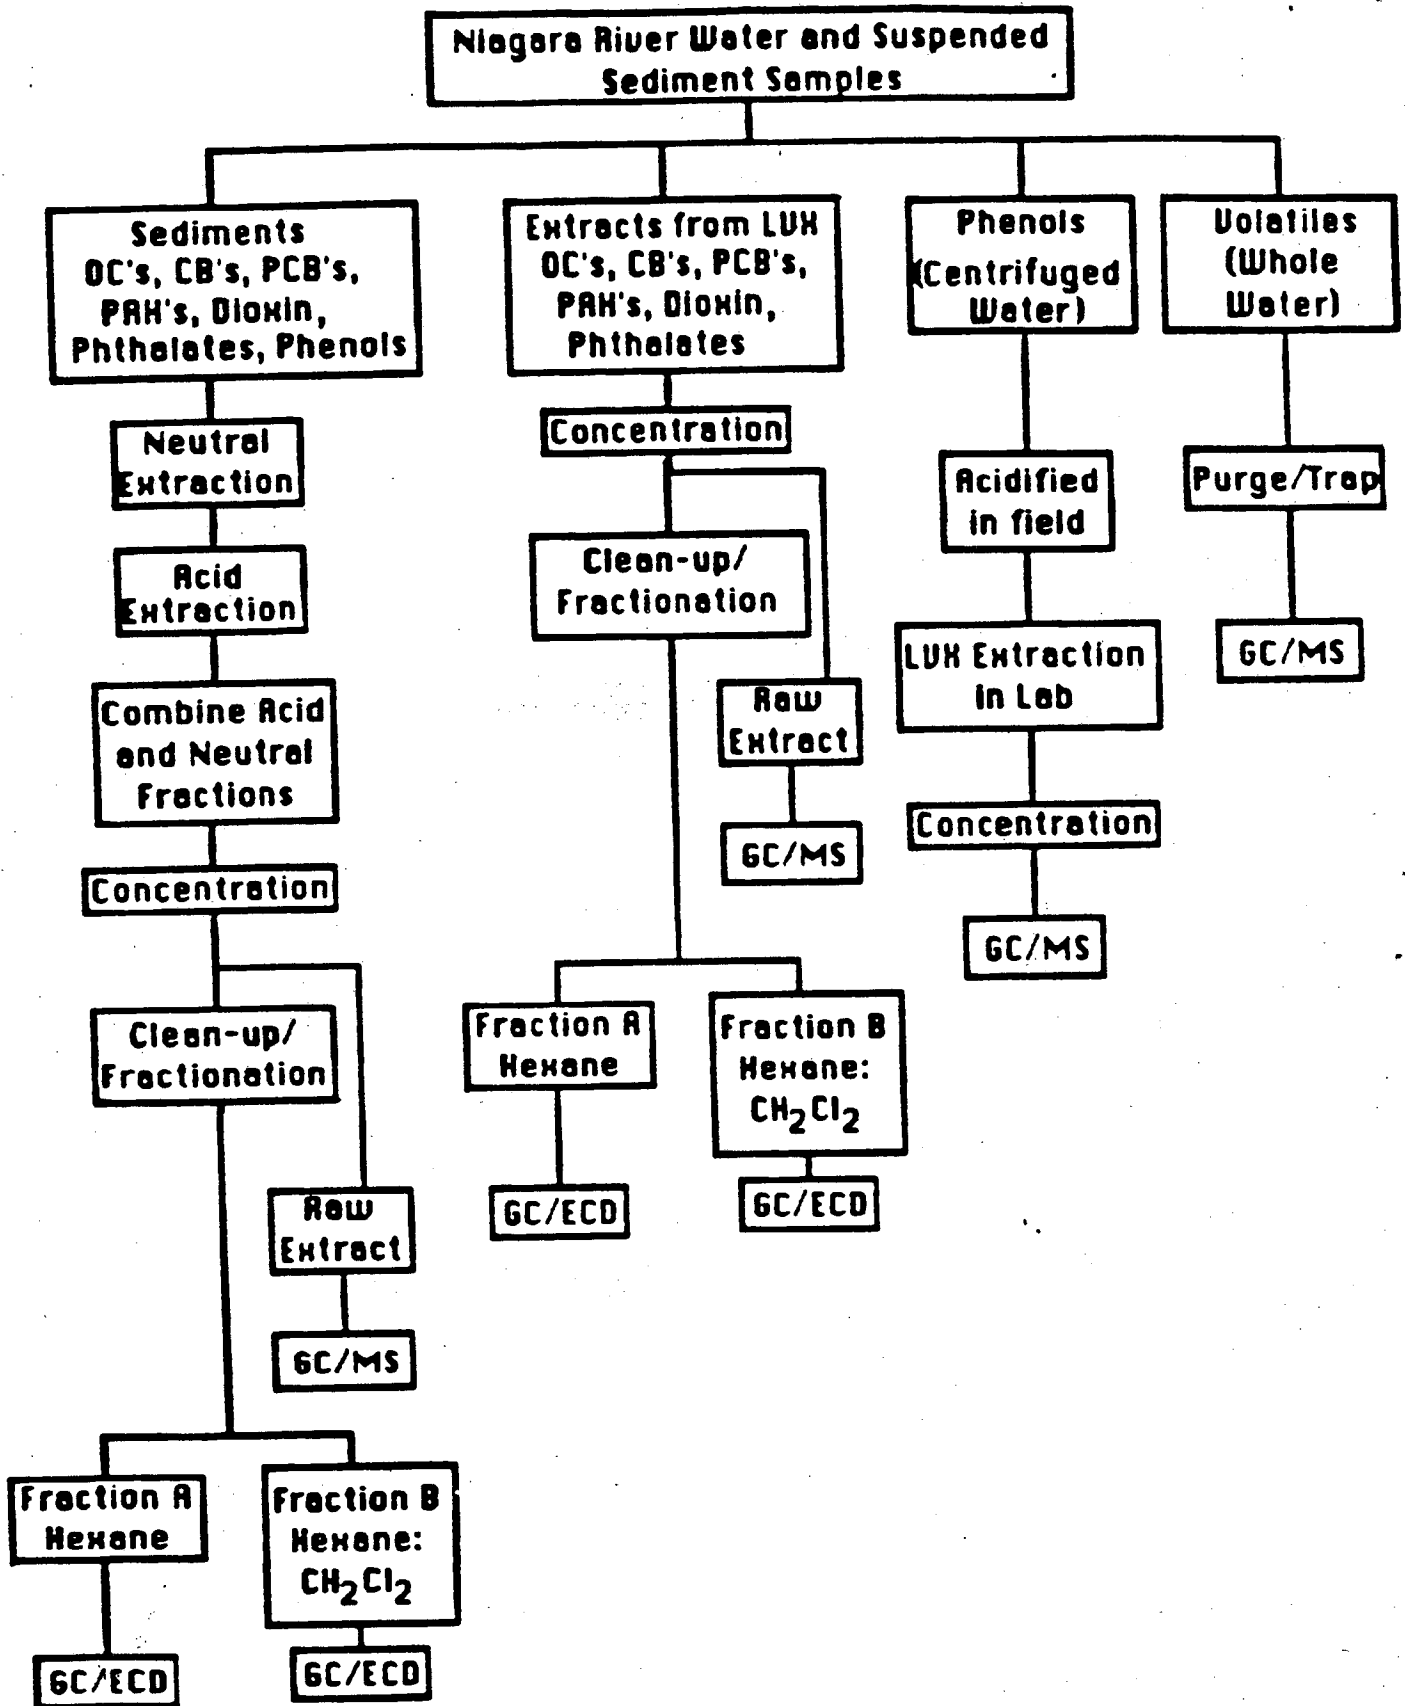 Niagara River Water and Suspended
Sediment Samples
Sediments
OC's, CB's, PCB's,
PAH's, Dioxin,
Phthalates, Phenols
Neutral
Extraction
Acid
Extraction
Combine Acid
and Neutral
Fractions
Concentration
Clean-up/
Fractionation
Raw
Extract
GC/MS
Fraction A
Hexane
GC/ECD
Fraction B
Hexane:
CH₂Cl₂
GC/ECD
Extracts from LVX
OC's, CB's, PCB's,
PAH's, Dioxin,
Phthalates
Concentration
Clean-up/
Fractionation
Raw
Extract
GC/MS
Fraction A
Hexane
GC/ECD
Fraction B
Hexane:
CH₂Cl₂
GC/ECD
Phenols
(Centrifuged
Water)
Acidified
in field
LVX Extraction
in Lab
Concentration
GC/MS
Volatiles
(Whole
Water)
Purge/Trap
GC/MS